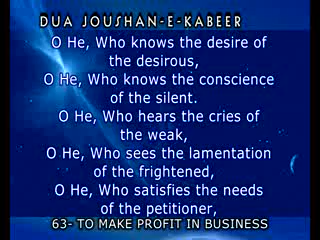 DUA JOUSHAN-E-KABEER
O He, Who knows the desire of
the desirous,
O He, Who knows the conscience
of the silent.
O He, Who hears the cries of
the weak,
O He, Who sees the lamentation
of the frightened,
O He, Who satisfies the needs
of the petitioner,
63- TO MAKE PROFIT IN BUSINESS